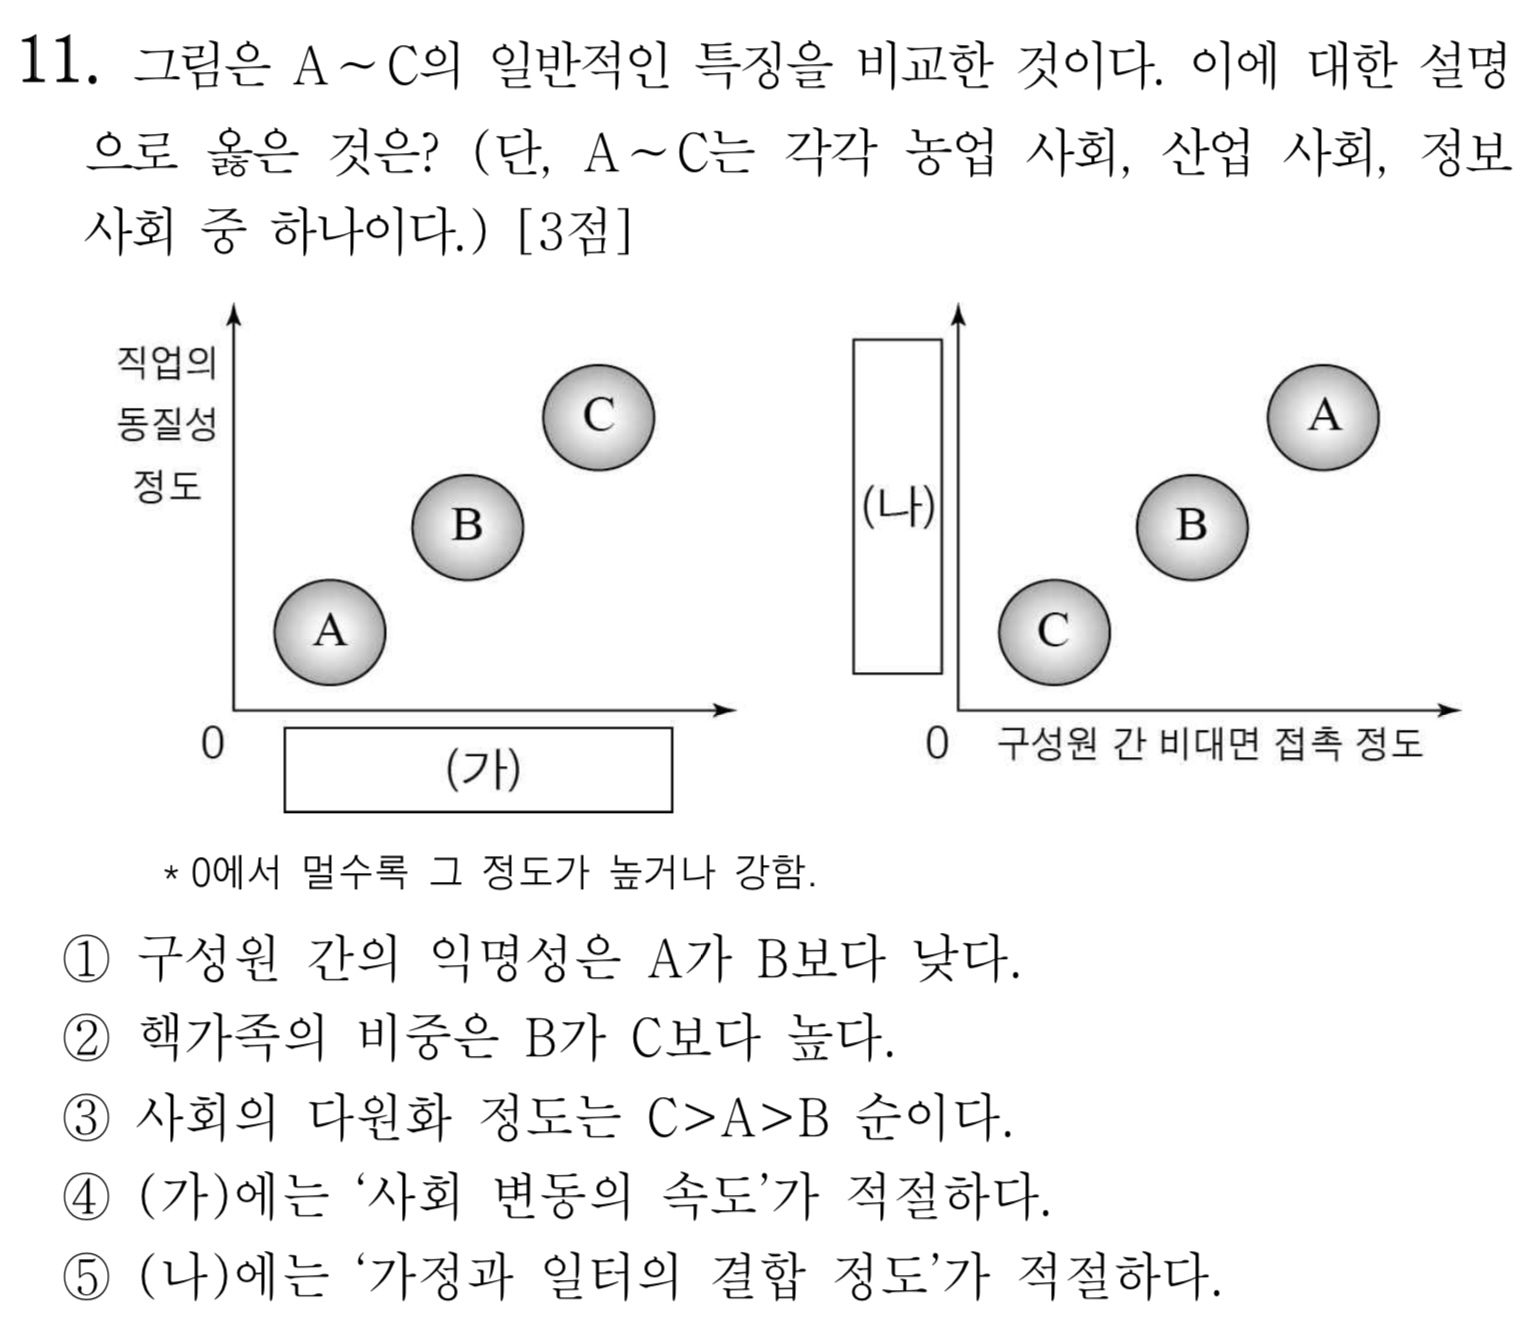 11. 그림은 A~C의 일반적인 특징을 비교한 것이다. 이에 대한 설명
으로 옳은 것은? (단, A~C는 각각 농업 사회, 산업 사회, 정보
사회 중 하나이다.) [3점]
직업의
동질성
정도
C
B
A
0
(가)
(나)
A
B
C
0
구성원 간 비대면 접촉 정도
* 0에서 멀수록 그 정도가 높거나 강함.
① 구성원 간의 익명성은 A가 B보다 낮다.
② 핵가족의 비중은 B가 C보다 높다.
③ 사회의 다원화 정도는 C>A>B 순이다.
④ (가)에는 ‘사회 변동의 속도’가 적절하다.
⑤ (나)에는 ‘가정과 일터의 결합 정도’가 적절하다.